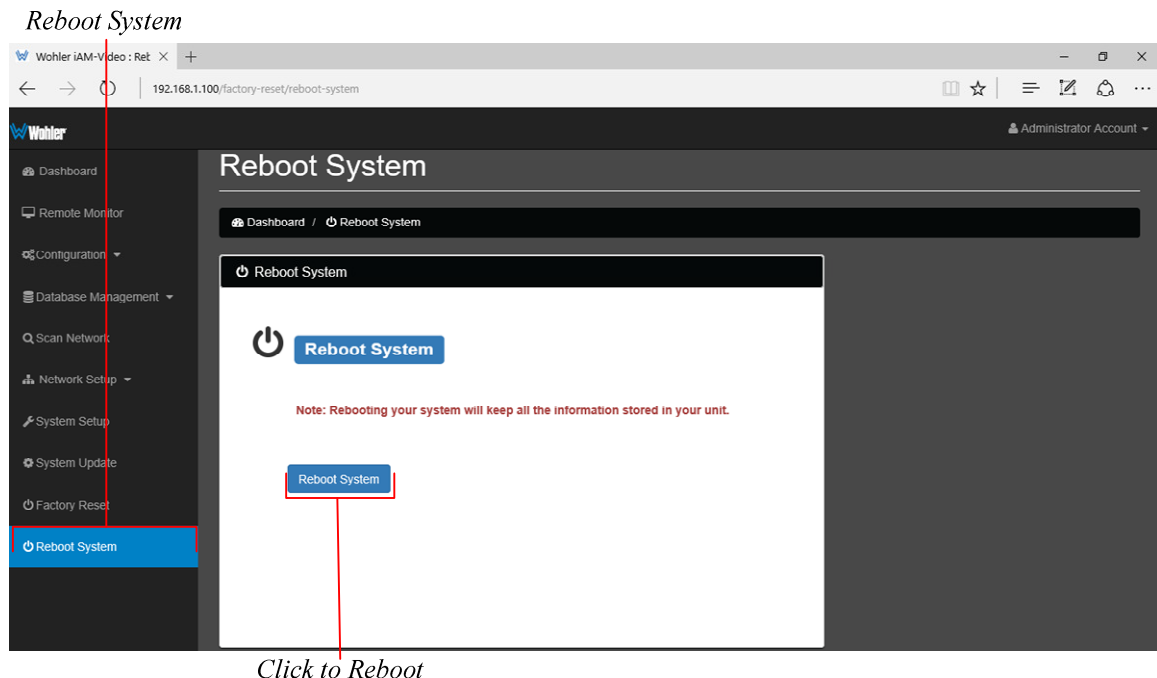 Reboot System
Wohler iAM-Video : Reb
192.168.1.100/factory-reset/reboot-system
Wohler
Administrator Account
Dashboard
Remote Monitor
Configuration
Database Management
Scan Network
Network Setup
System Setup
System Update
Factory Reset
Reboot System
Reboot System
Dashboard / Reboot System
Reboot System
Reboot System
Note: Rebooting your system will keep all the information stored in your unit.
Reboot System
Click to Reboot